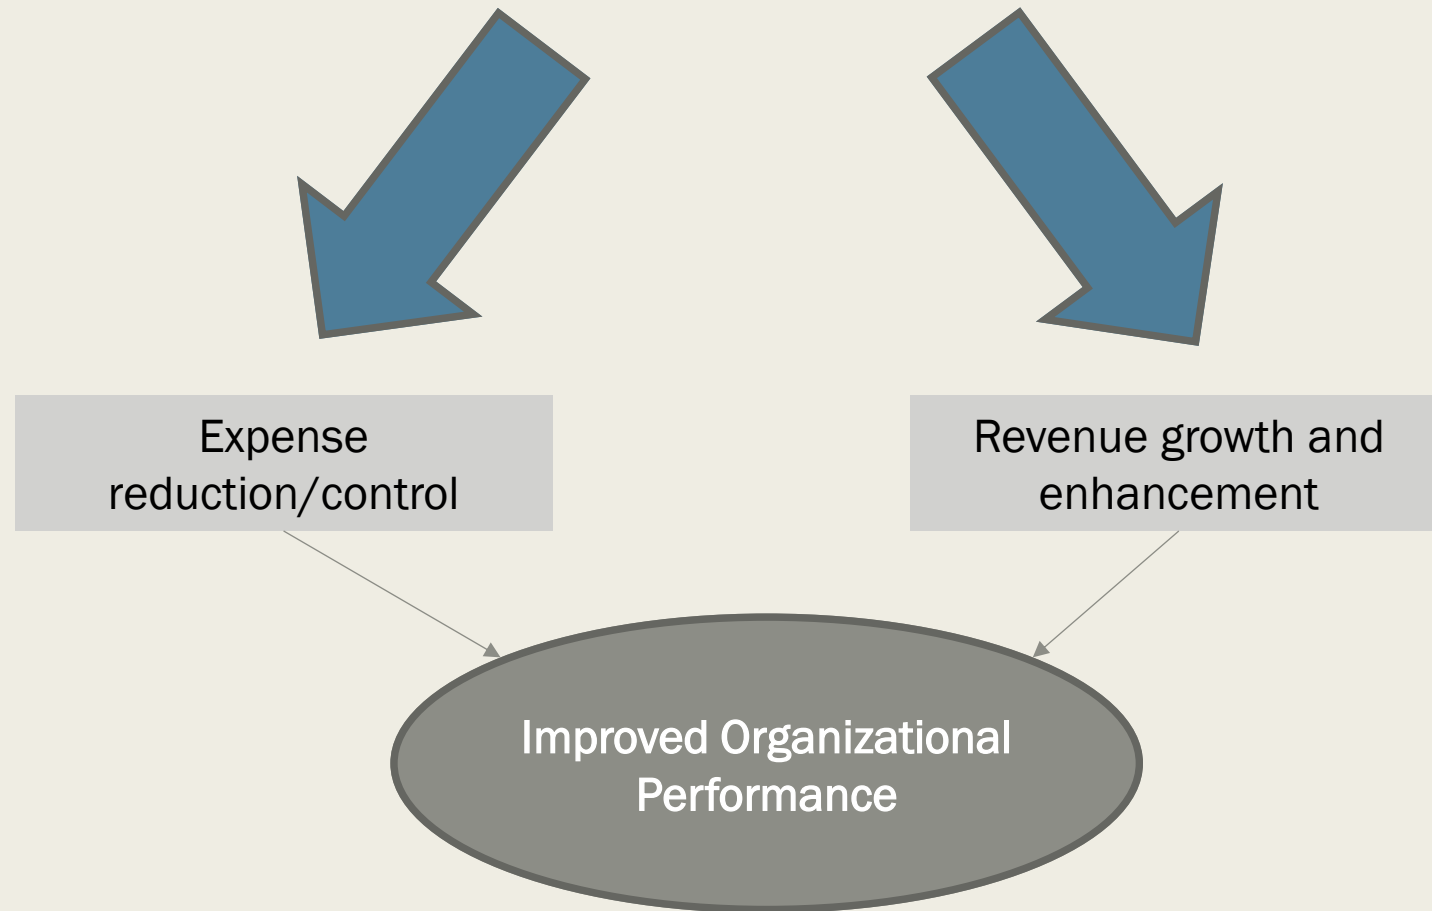 Expense
reduction/control
Revenue growth and
enhancement
Improved Organizational
Performance